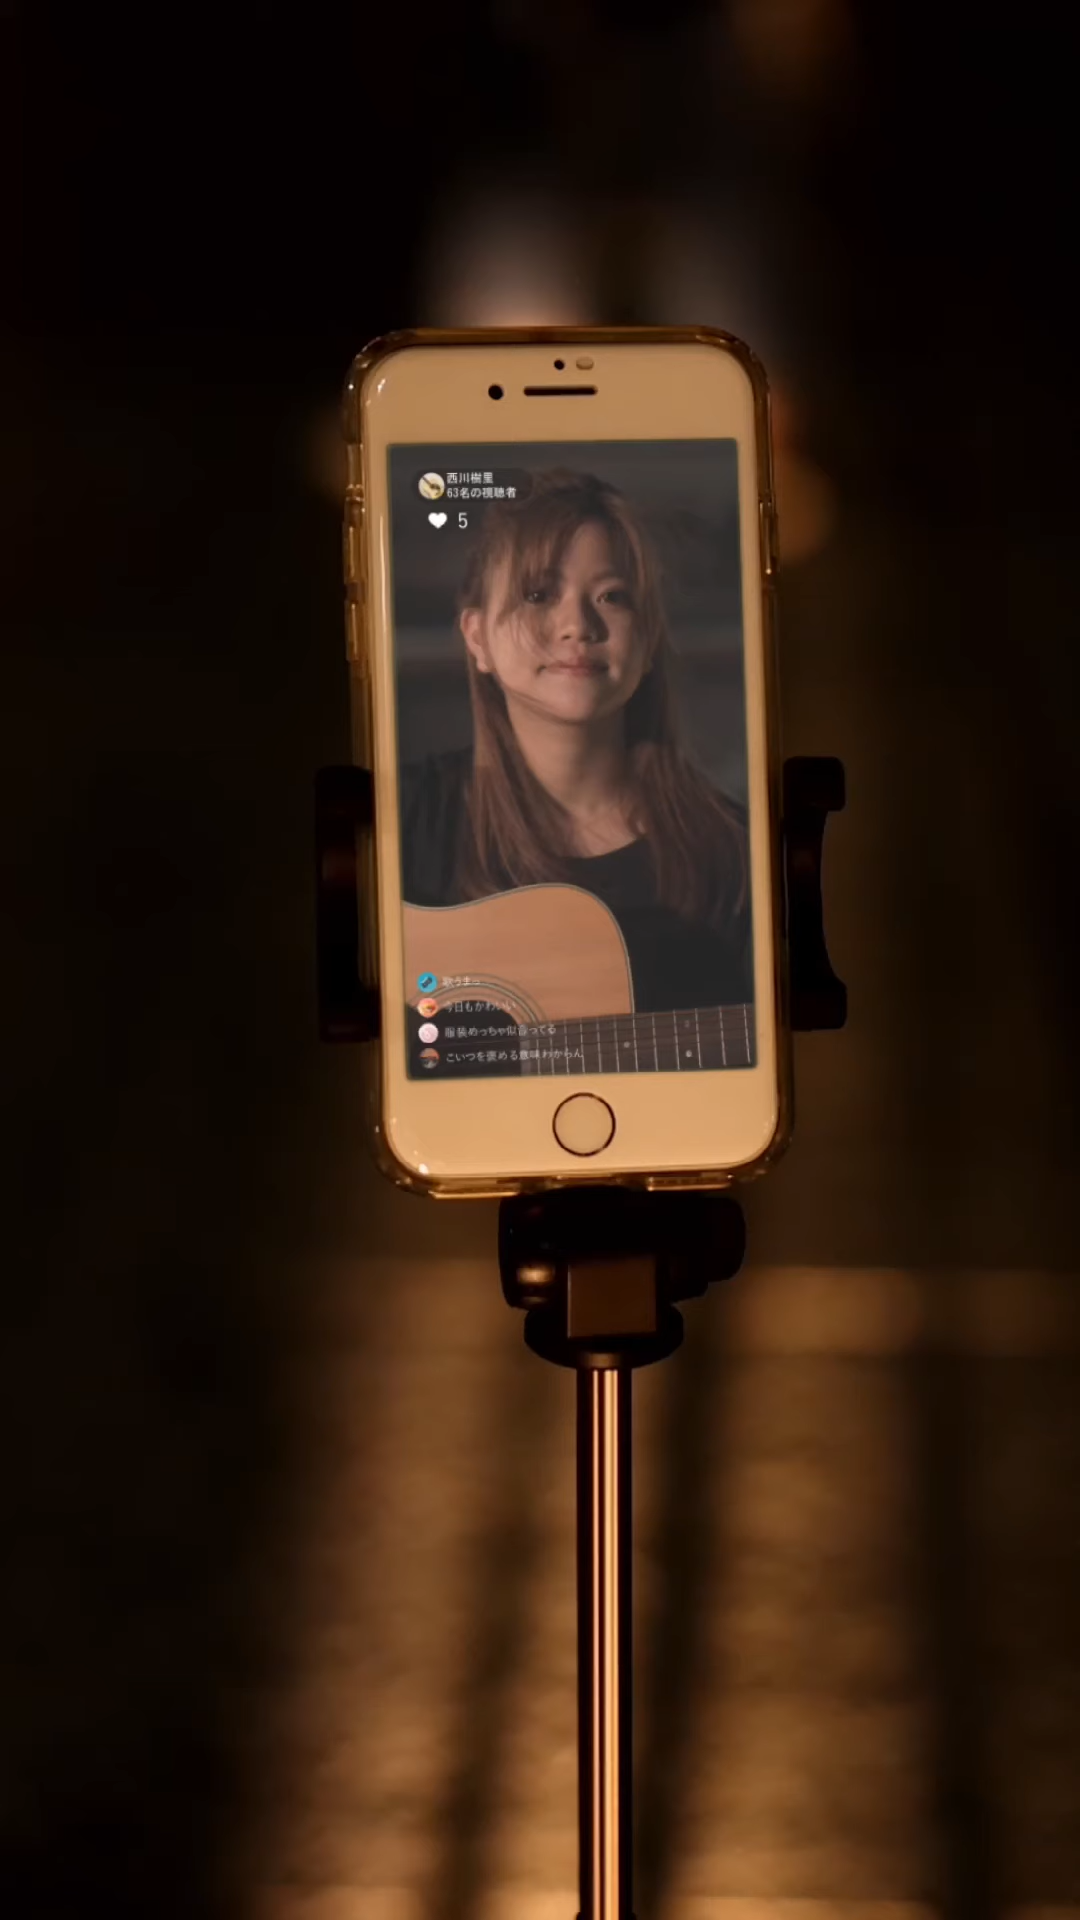 西川樹里
63名の視聴者
5
歌うまっ
今日もかわいい
服装めっちゃ似合ってる
こいつを褒める意味わからん